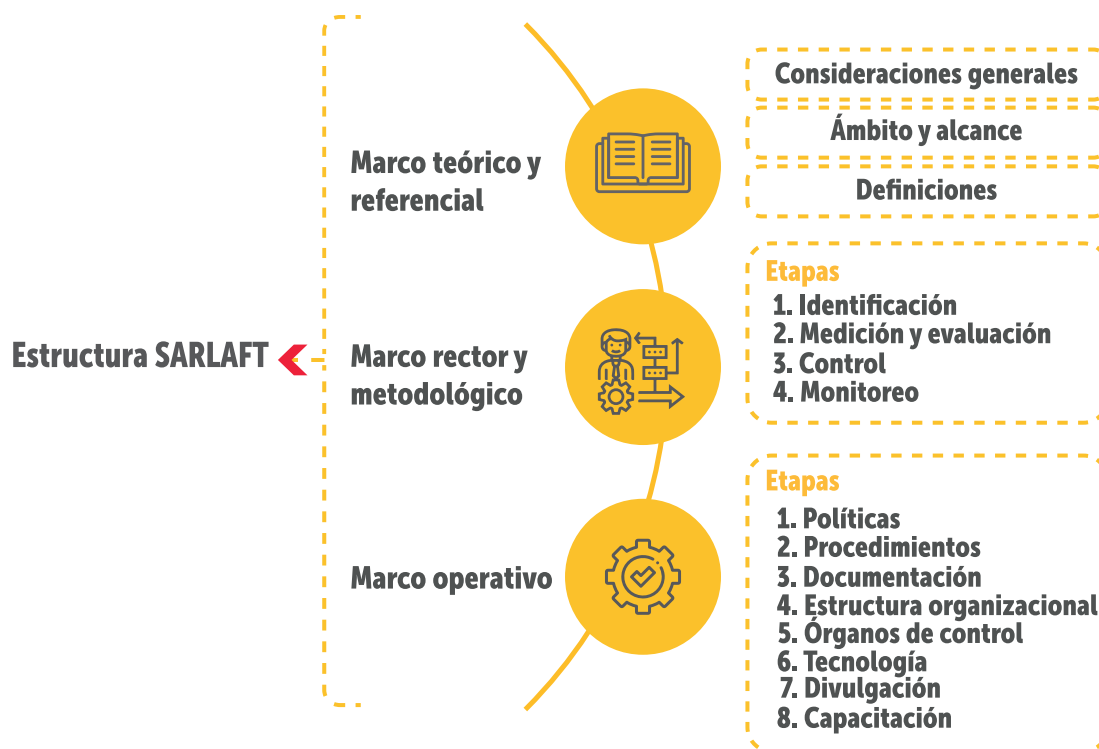 Estructura SARLAFT
Marco teórico y
referencial
Consideraciones generales
Ámbito y alcance
Definiciones
Marco rector y
metodológico
Etapas
1. Identificación
2. Medición y evaluación
3. Control
4. Monitoreo
Marco operativo
Etapas
1. Políticas
2. Procedimientos
3. Documentación
4. Estructura organizacional
5. Órganos de control
6. Tecnología
7. Divulgación
8. Capacitación